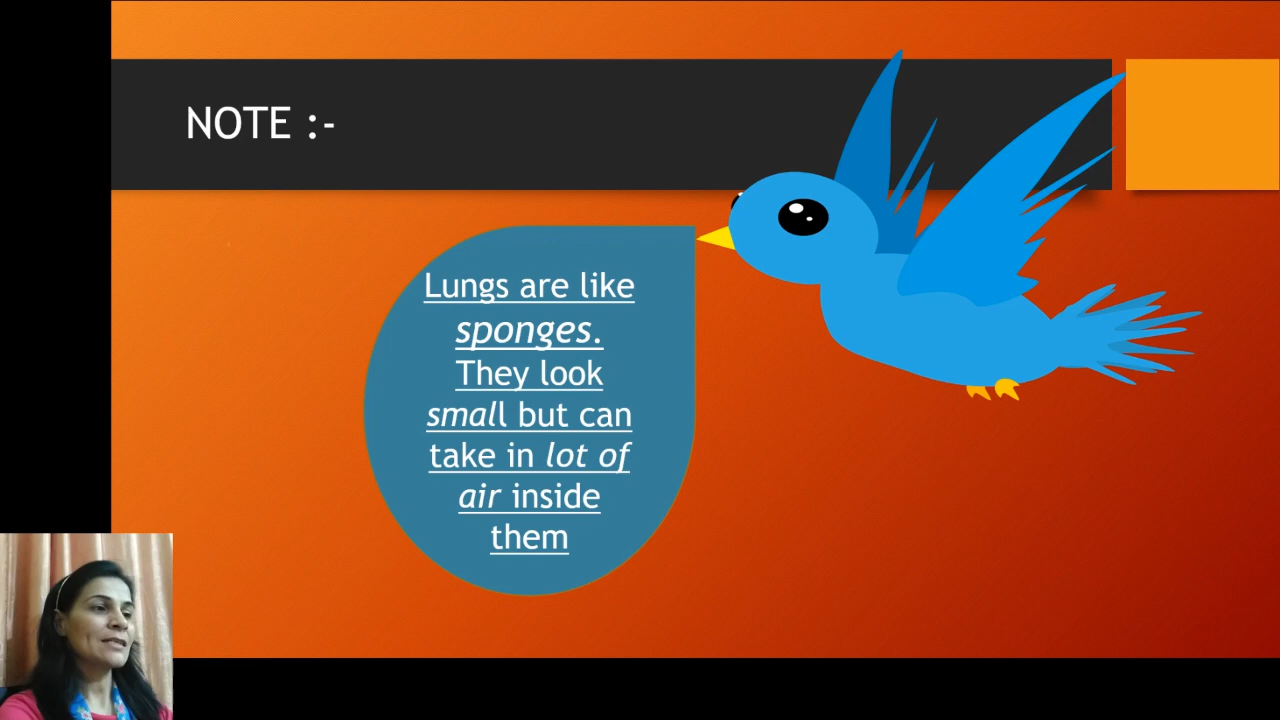 NOTE :-
Lungs are like
sponges.
They look
small but can
take in lot of
air inside
them